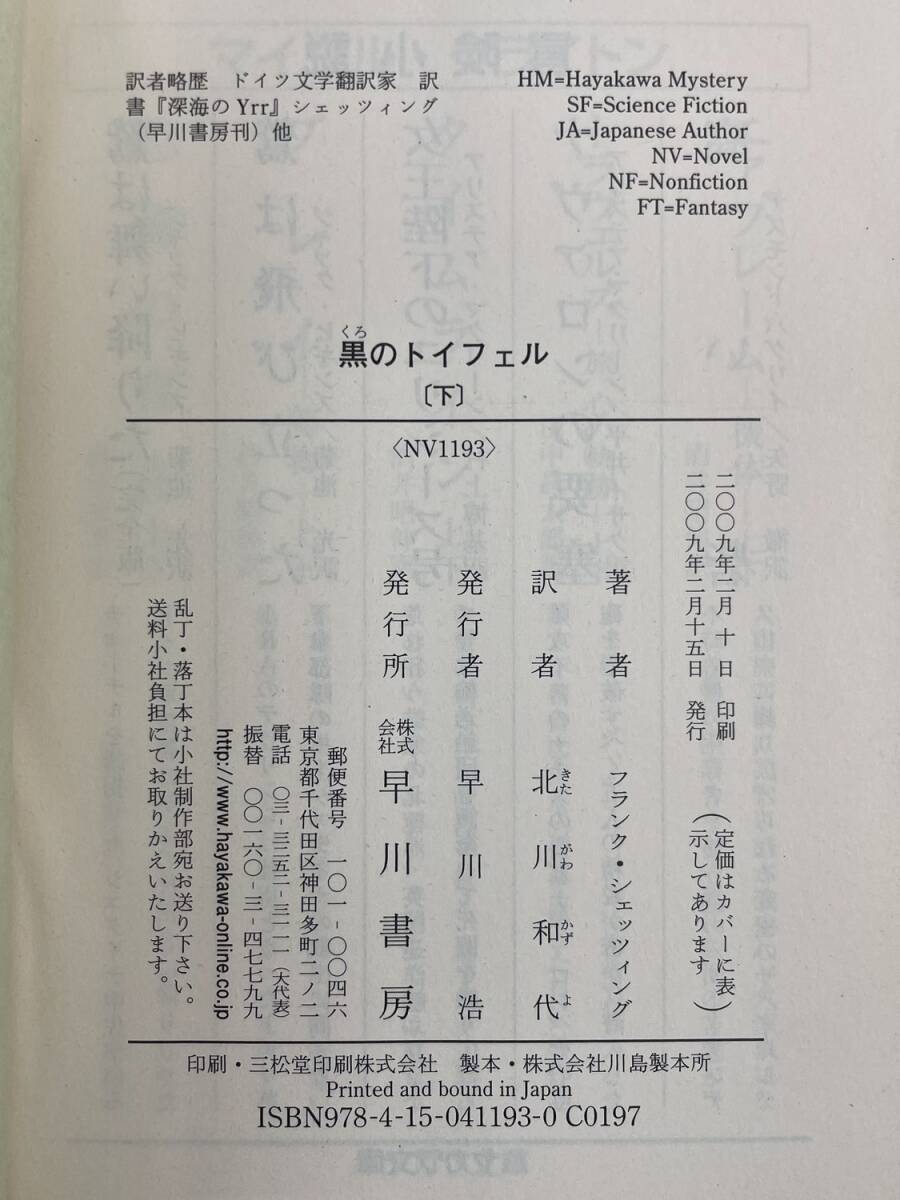 訳者略歴 ドイツ文学翻訳家 訳
書『深海のYrr』シェッツィング
(早川書房刊)他
HM=Hayakawa Mystery
SF=Science Fiction
JA=Japanese Author
NV=Novel
NF=Nonfiction
FT=Fantasy
くろ
黒のトイフェル
〔下〕
〈NV1193〉
二〇〇九年二月 十 日 印刷
二〇〇九年二月十五日 発行
(定価はカバーに表
示してあります)
著者 フランク・シェッツィング
訳者 北川和代
きた がわ かず よ
発行者 早川 浩
発行所 株式会社 早川書房
郵便番号 一〇一-〇〇四六
東京都千代田区神田多町二ノ二
電話 〇三-三二五二-三一一一(大代表)
振替 〇〇一六〇-三-四七七九九
http://www.hayakawa-online.co.jp
乱丁・落丁本は小社制作部宛お送り下さい。
送料小社負担にてお取りかえいたします。
印刷・三松堂印刷株式会社 製本・株式会社川島製本所
Printed and bound in Japan
ISBN978-4-15-041193-0 C0197